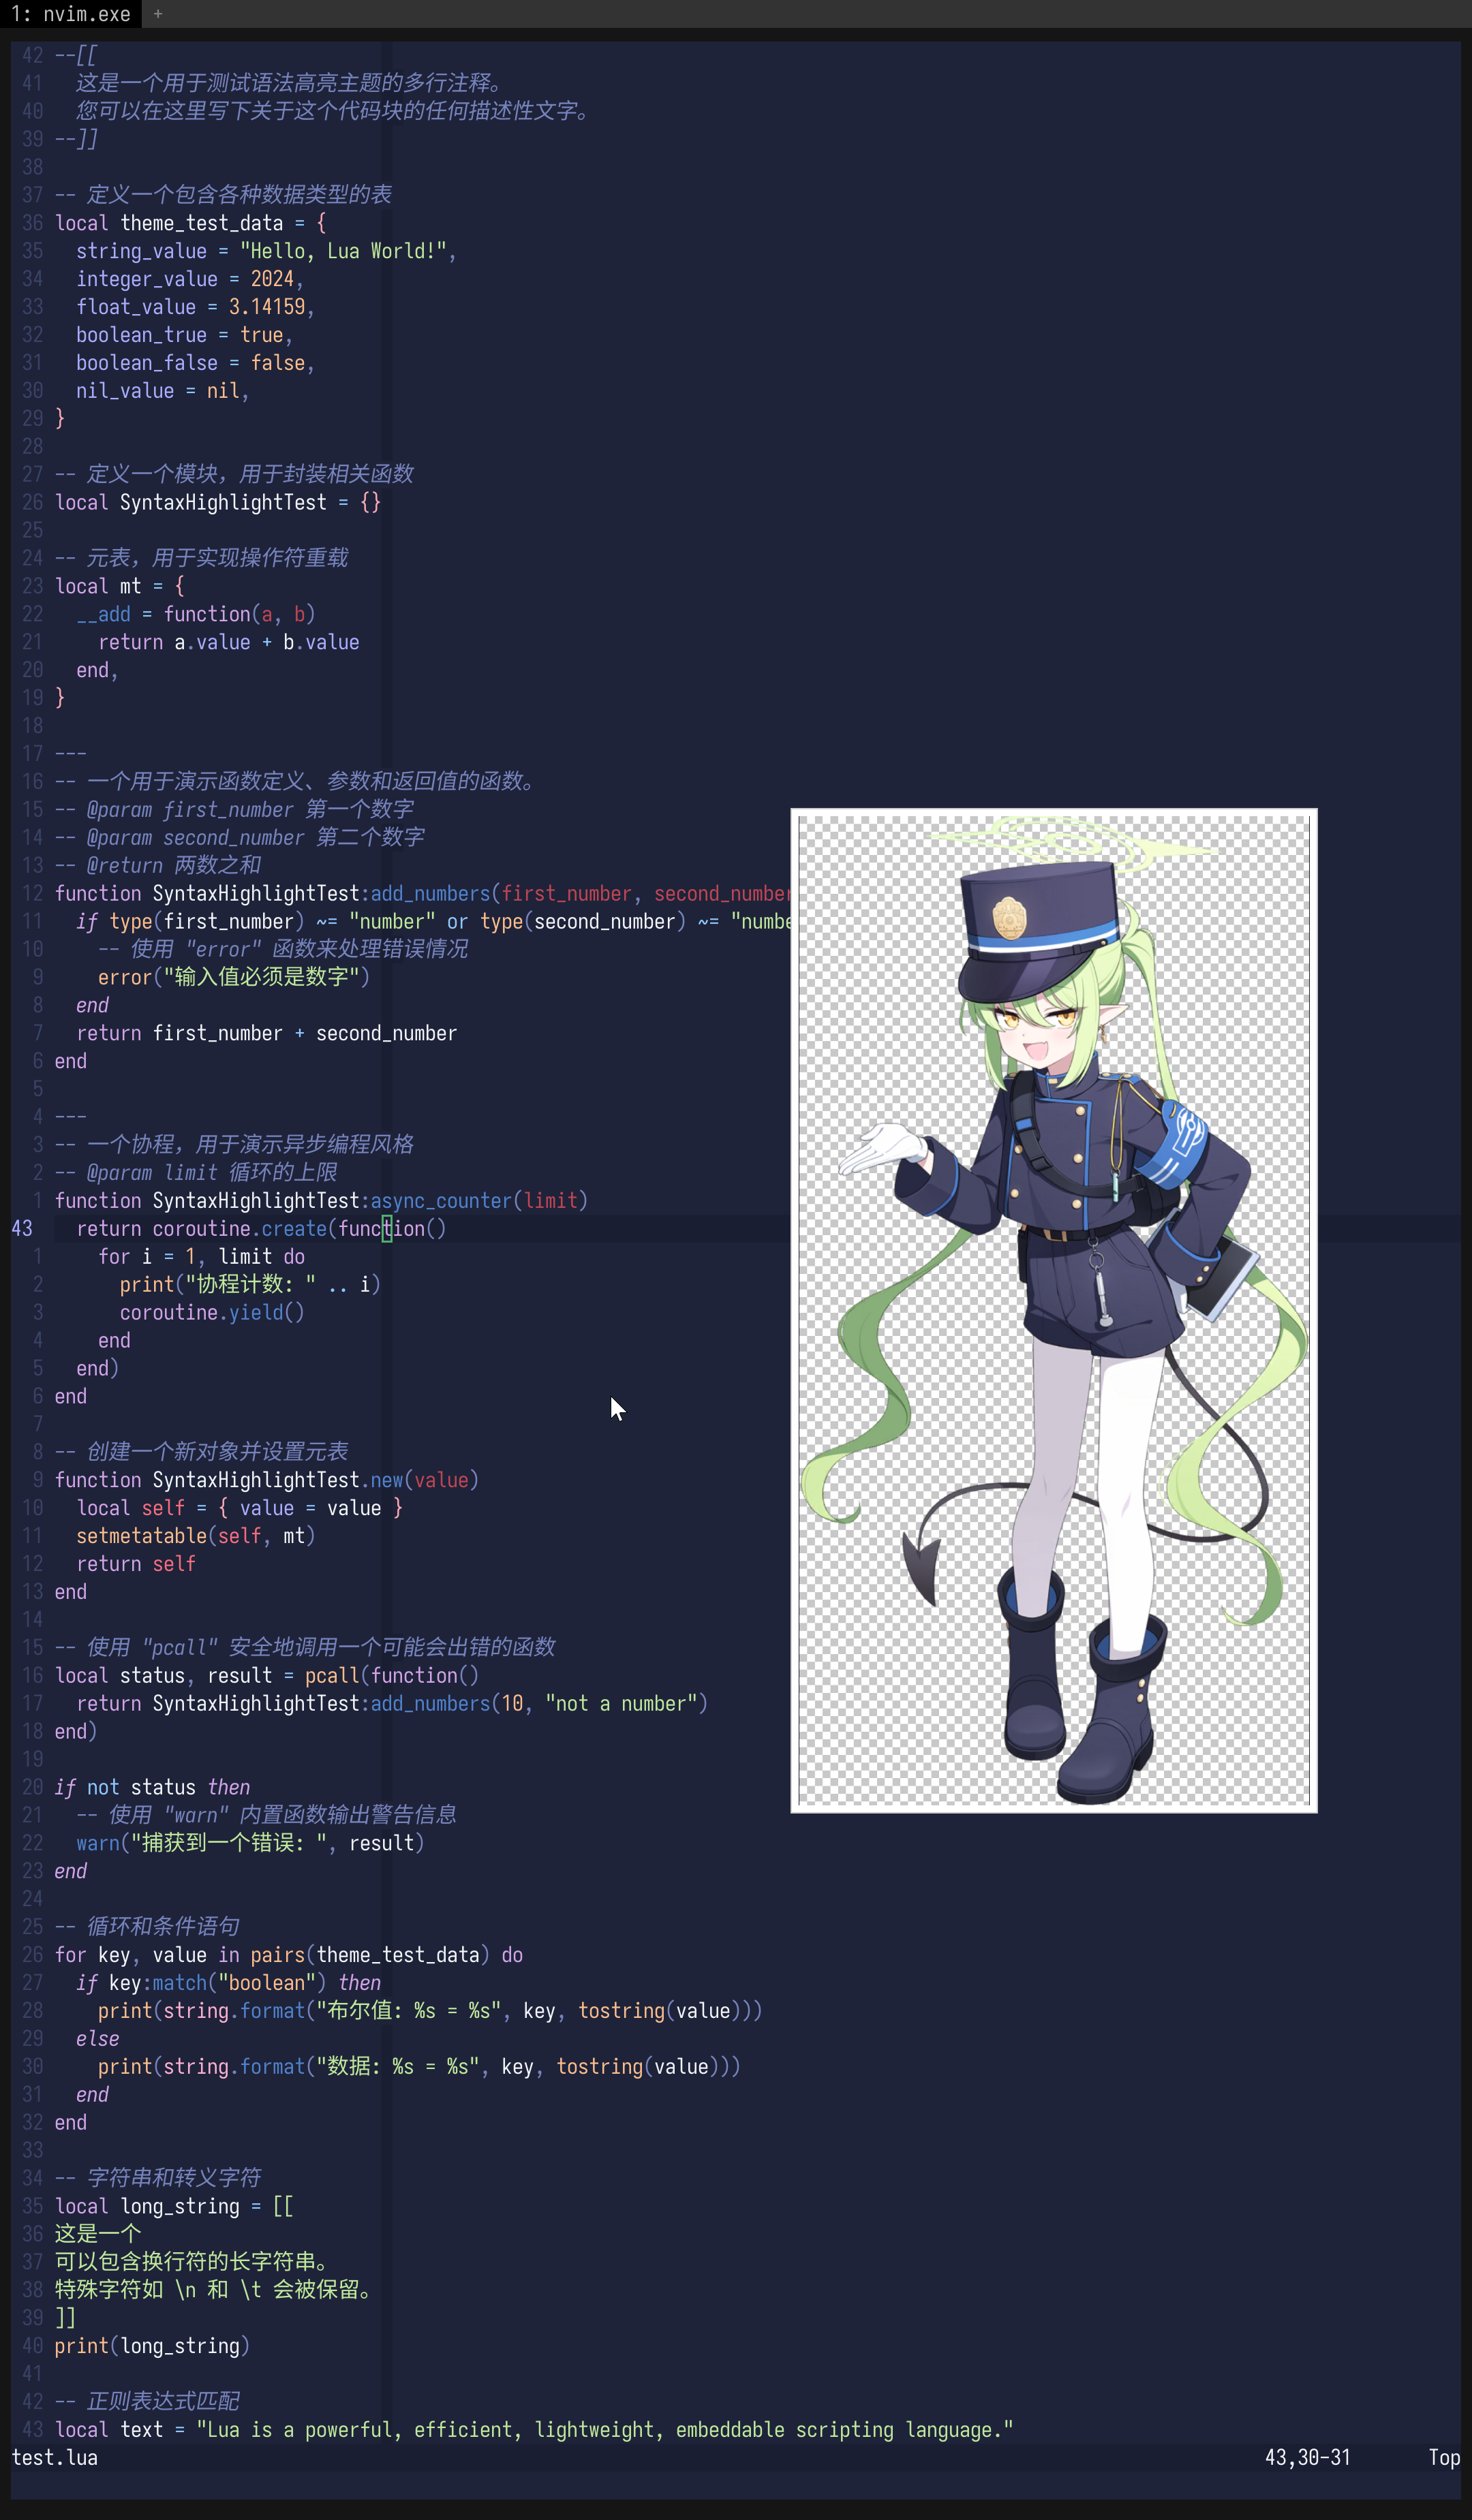 1: nvim.exe +
42 --[[
41   这是一个用于测试语法高亮主题的多行注释。
40   您可以在这里写下关于这个代码块的任何描述性文字。
39 --]]
38
37 -- 定义一个包含各种数据类型的表
36 local theme_test_data = {
35   string_value = "Hello, Lua World!",
34   integer_value = 2024,
33   float_value = 3.14159,
32   boolean_true = true,
31   boolean_false = false,
30   nil_value = nil,
29 }
28
27 -- 定义一个模块，用于封装相关函数
26 local SyntaxHighlightTest = {}
25
24 -- 元表，用于实现操作符重载
23 local mt = {
22   __add = function(a, b)
21     return a.value + b.value
20   end,
19 }
18
17 ---
16 -- 一个用于演示函数定义、参数和返回值的函数。
15 -- @param first_number 第一个数字
14 -- @param second_number 第二个数字
13 -- @return 两数之和
12 function SyntaxHighlightTest:add_numbers(first_number, second_number
11   if type(first_number) ~= "number" or type(second_number) ~= "numbe
10     -- 使用 "error" 函数来处理错误情况
9     error("输入值必须是数字")
8   end
7   return first_number + second_number
6 end
5
4 ---
3 -- 一个协程，用于演示异步编程风格
2 -- @param limit 循环的上限
1 function SyntaxHighlightTest:async_counter(limit)
43   return coroutine.create(function()
1     for i = 1, limit do
2       print("协程计数: " .. i)
3       coroutine.yield()
4     end
5   end)
6 end
7
8 -- 创建一个新对象并设置元表
9 function SyntaxHighlightTest.new(value)
10   local self = { value = value }
11   setmetatable(self, mt)
12   return self
13 end
14
15 -- 使用 "pcall" 安全地调用一个可能会出错的函数
16 local status, result = pcall(function()
17   return SyntaxHighlightTest:add_numbers(10, "not a number")
18 end)
19
20 if not status then
21   -- 使用 "warn" 内置函数输出警告信息
22   warn("捕获到一个错误: ", result)
23 end
24
25 -- 循环和条件语句
26 for key, value in pairs(theme_test_data) do
27   if key:match("boolean") then
28     print(string.format("布尔值: %s = %s", key, tostring(value)))
29   else
30     print(string.format("数据: %s = %s", key, tostring(value)))
31   end
32 end
33
34 -- 字符串和转义字符
35 local long_string = [[
36 这是一个
37 可以包含换行符的长字符串。
38 特殊字符如 \n 和 \t 会被保留。
39 ]]
40 print(long_string)
41
42 -- 正则表达式匹配
43 local text = "Lua is a powerful, efficient, lightweight, embeddable scripting language."
test.lua 43,30-31 Top